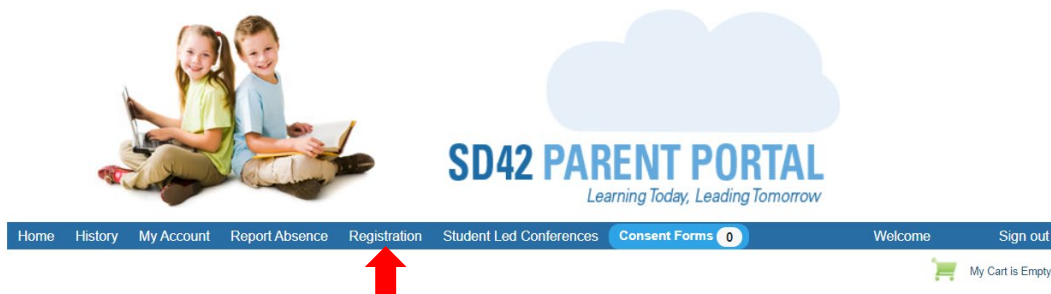 SD42 PARENT PORTAL
Learning Today, Leading Tomorrow
Home History My Account Report Absence Registration Student Led Conferences Consent Forms 0 Welcome Sign out
My Cart is Empty